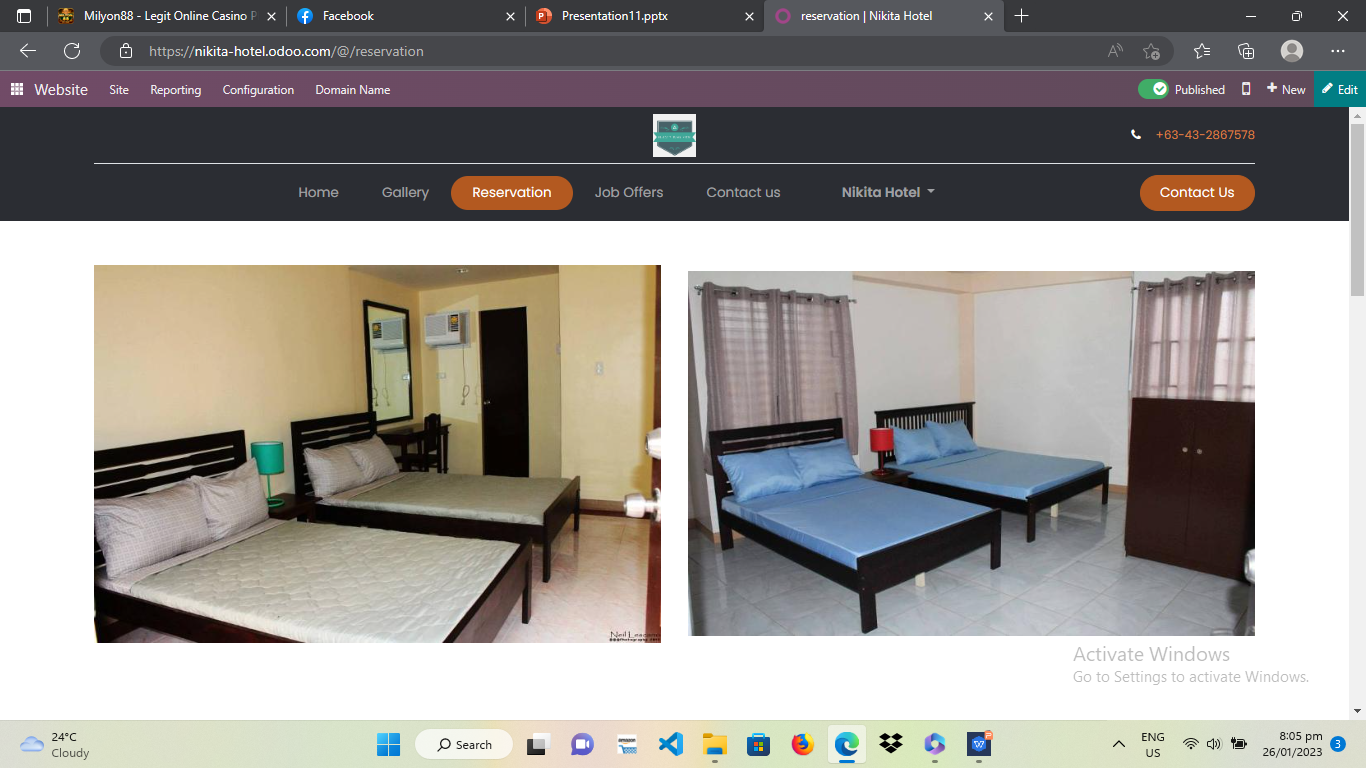 Milyon88 - Legit Online Casino P
Facebook
Presentation11.pptx
reservation | Nikita Hotel
https://nikita-hotel.odoo.com/@/reservation
Website
Site
Reporting
Configuration
Domain Name
Published
New
Edit
+63-43-2867578
Home
Gallery
Reservation
Job Offers
Contact us
Nikita Hotel
Contact Us
Activate Windows
Go to Settings to activate Windows.
24°C
Cloudy
Search
ENG
US
8:05 pm
26/01/2023
3